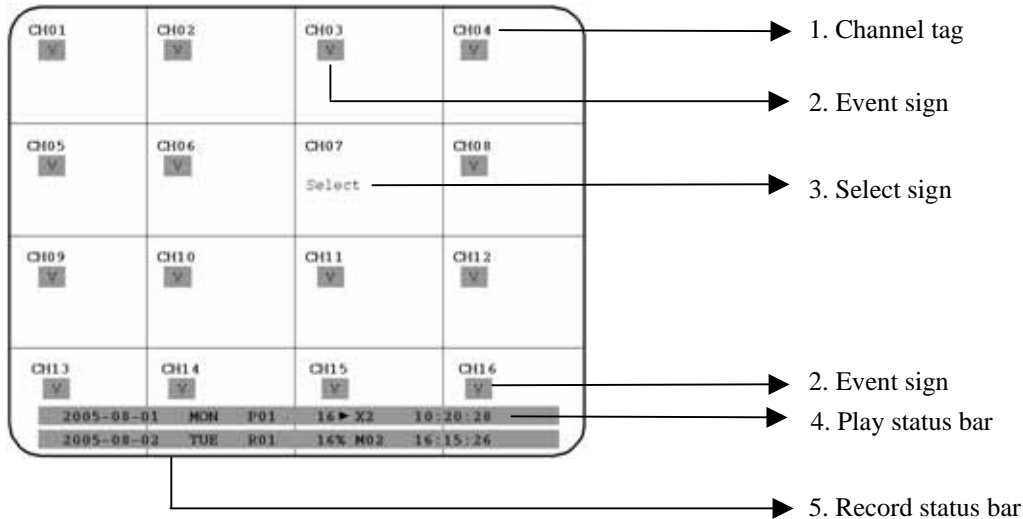 CH01 CH02 CH03 CH04 1. Channel tag
V V V V
2. Event sign
CH05 CH06 CH07 CH08
V V Select V 3. Select sign
CH09 CH10 CH11 CH12
V V V V
CH13 CH14 CH15 CH16
V V V V 2. Event sign
2005-08-01 MON P01 16► X2 10:20:28 4. Play status bar
2005-08-02 TUE R01 16% M02 16:15:26
5. Record status bar